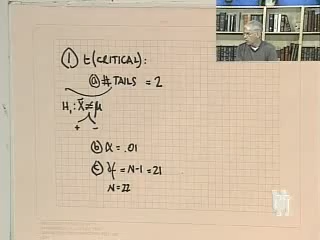 ① t(CRITICAL):
ⓐ # TAILS = 2
H₁: X̄ ≠ μ
+ -
ⓑ α = .01
ⓒ df = N-1 = 21
N = 22